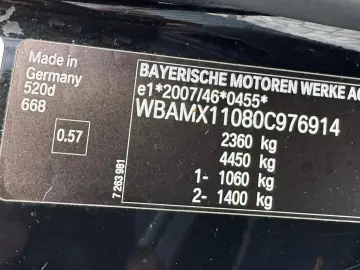 Made in
Germany
520d
668
0.57
7 263 981
BAYERISCHE MOTOREN WERKE AG
e1*2007/46*0455*
WBAMX11080C976914
2360 kg
4450 kg
1- 1060 kg
2- 1400 kg